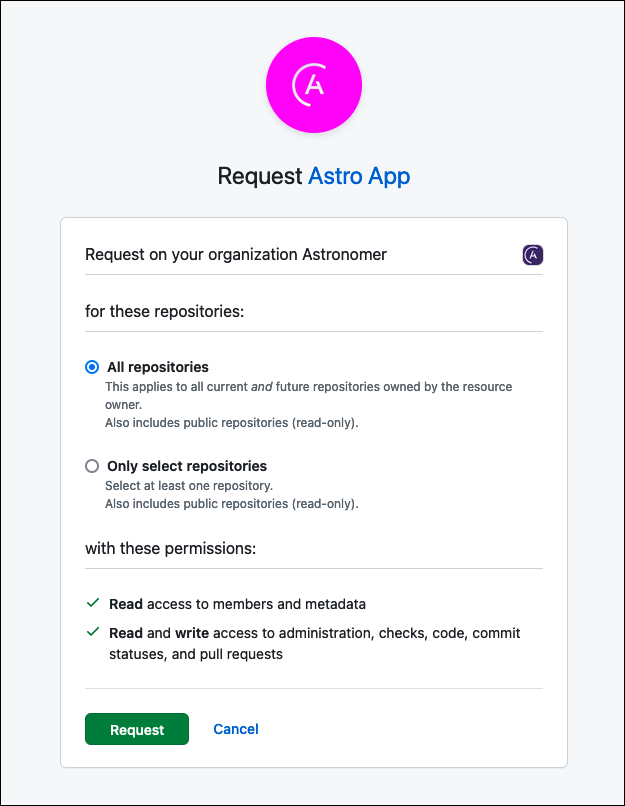 Request Astro App
Request on your organization Astronomer
for these repositories:
All repositories
This applies to all current and future repositories owned by the resource
owner.
Also includes public repositories (read-only).
Only select repositories
Select at least one repository.
Also includes public repositories (read-only).
with these permissions:
Read access to members and metadata
Read and write access to administration, checks, code, commit
statuses, and pull requests
Request Cancel